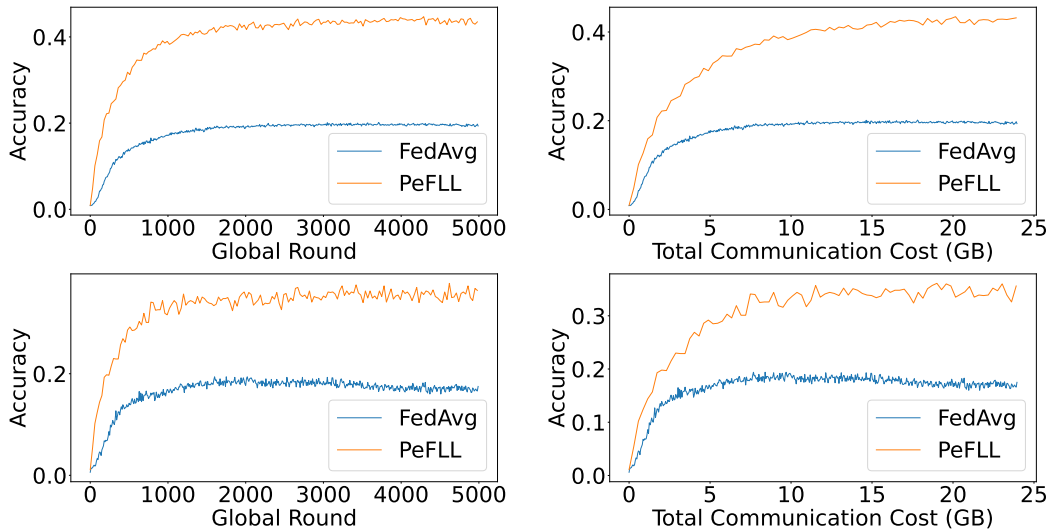 0.4
0.2
0.0
Accuracy
FedAvg
PeFLL
0 1000 2000 3000 4000 5000
Global Round
0.4
0.2
0.0
Accuracy
FedAvg
PeFLL
0 5 10 15 20 25
Total Communication Cost (GB)
0.2
0.0
Accuracy
FedAvg
PeFLL
0 1000 2000 3000 4000 5000
Global Round
0.3
0.2
0.1
0.0
Accuracy
FedAvg
PeFLL
0 5 10 15 20 25
Total Communication Cost (GB)